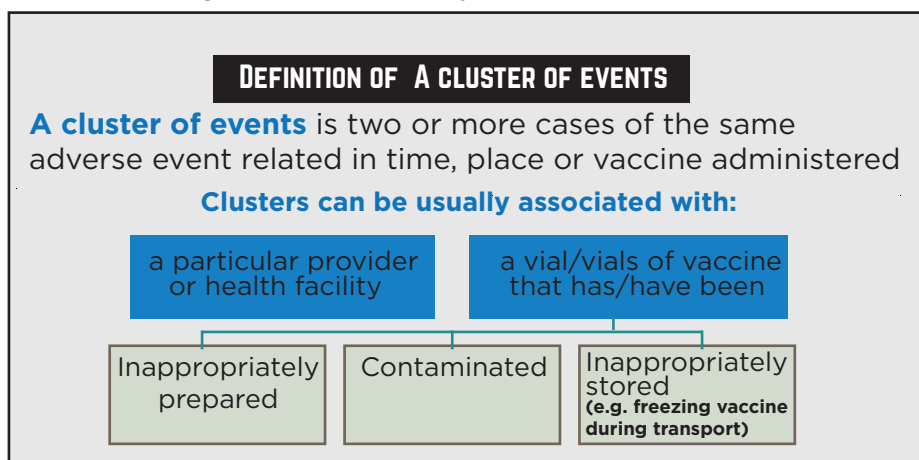 DEFINITION OF A CLUSTER OF EVENTS
A cluster of events is two or more cases of the same
adverse event related in time, place or vaccine administered
Clusters can be usually associated with:
a particular provider
or health facility
a vial/vials of vaccine
that has/have been
Inappropriately
prepared
Contaminated
Inappropriately
stored
(e.g. freezing vaccine
during transport)